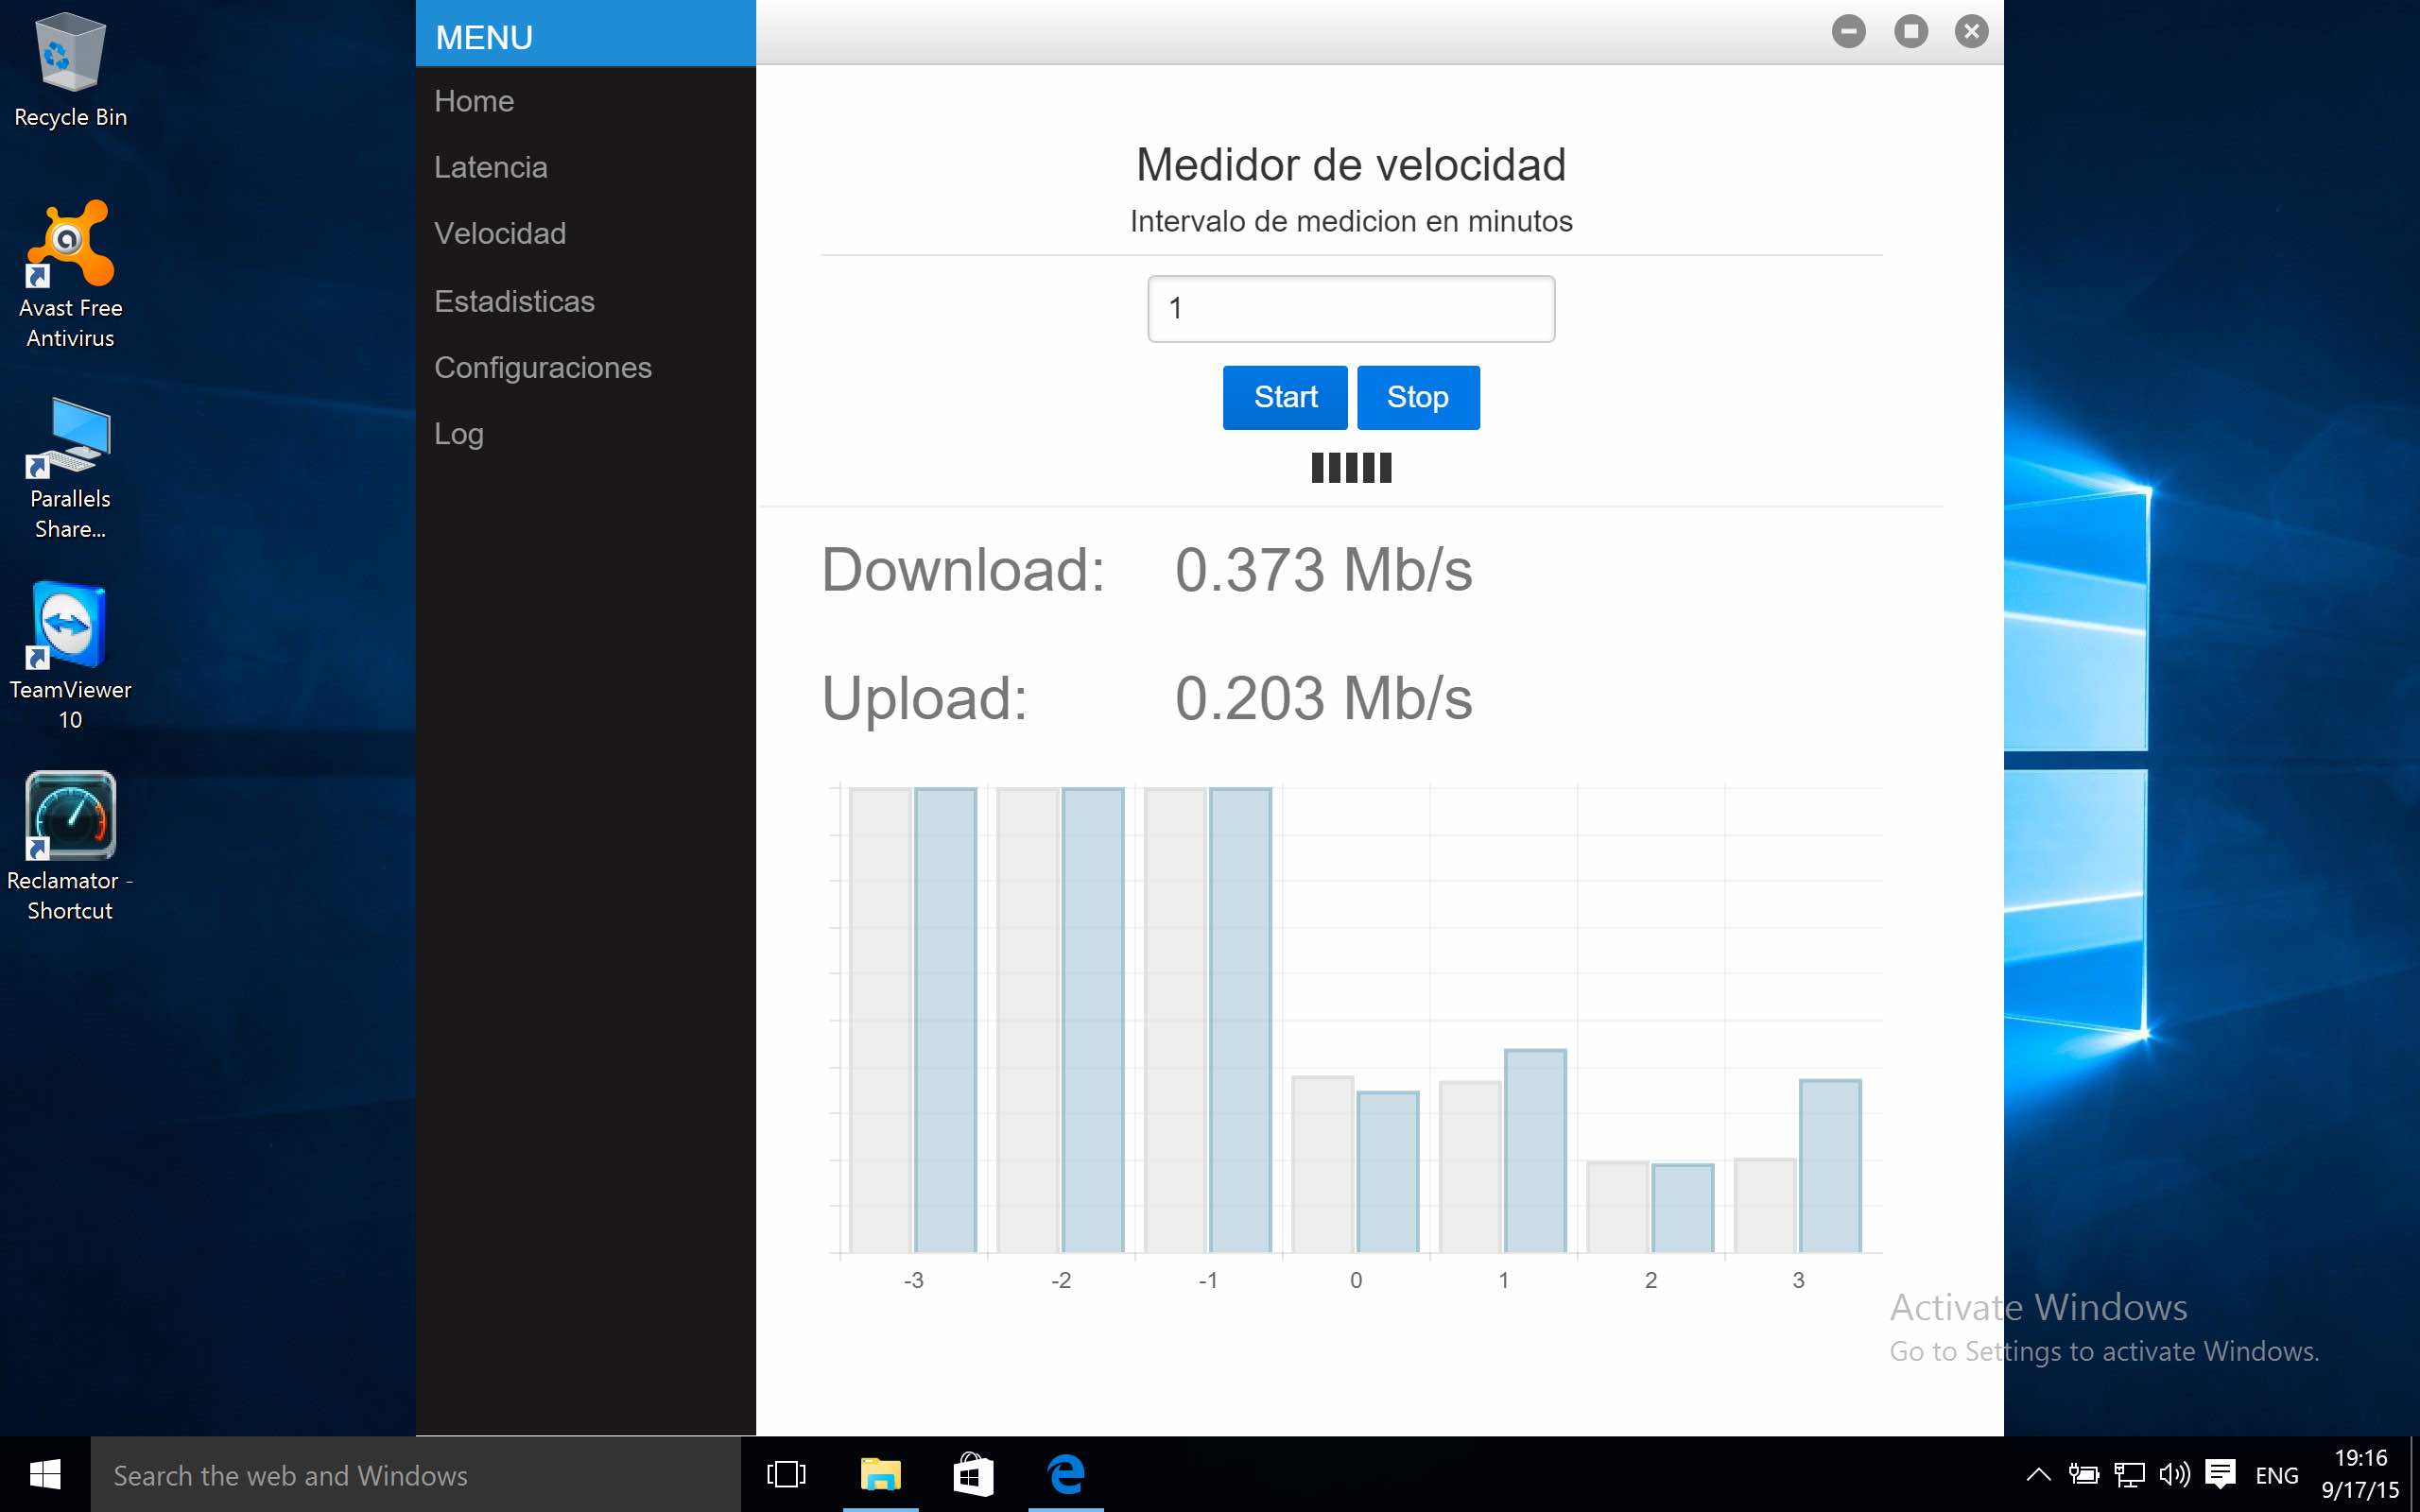 Recycle Bin
Avast Free
Antivirus
Parallels
Share...
TeamViewer
10
Reclamator -
Shortcut
MENU
Home
Latencia
Velocidad
Estadisticas
Configuraciones
Log
Medidor de velocidad
Intervalo de medicion en minutos
1
Start Stop
Download: 0.373 Mb/s
Upload: 0.203 Mb/s
-3 -2 -1 0 1 2 3
Activate Windows
Go to Settings to activate Windows.
Search the web and Windows
ENG
19:16
9/17/15